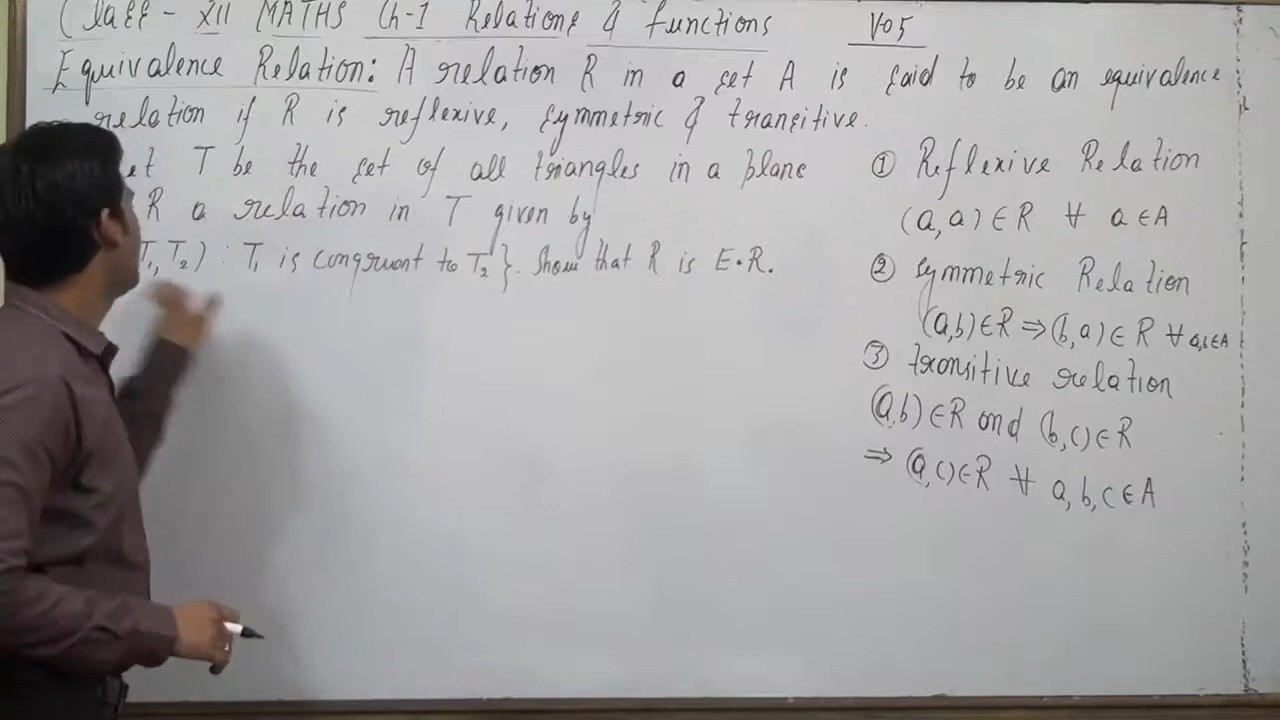 Class - XII MATHS Ch-1 Relations & functions V05
Equivalence Relation: A relation R in a set A is said to be an equivalence
relation if R is reflexive, symmetric & transitive.
et T be the set of all triangles in a plane
R a relation in T given by
T₁, T₂) : T₁ is congruent to T₂}. Show that R is E.R.
① Reflexive Relation
(a, a) ∈ R ∀ a ∈ A
② Symmetric Relation
(a,b) ∈ R ⇒ (b,a) ∈ R ∀ a,b ∈ A
③ transitive relation
(a,b) ∈ R and (b,c) ∈ R
⇒ (a,c) ∈ R ∀ a, b, c ∈ A